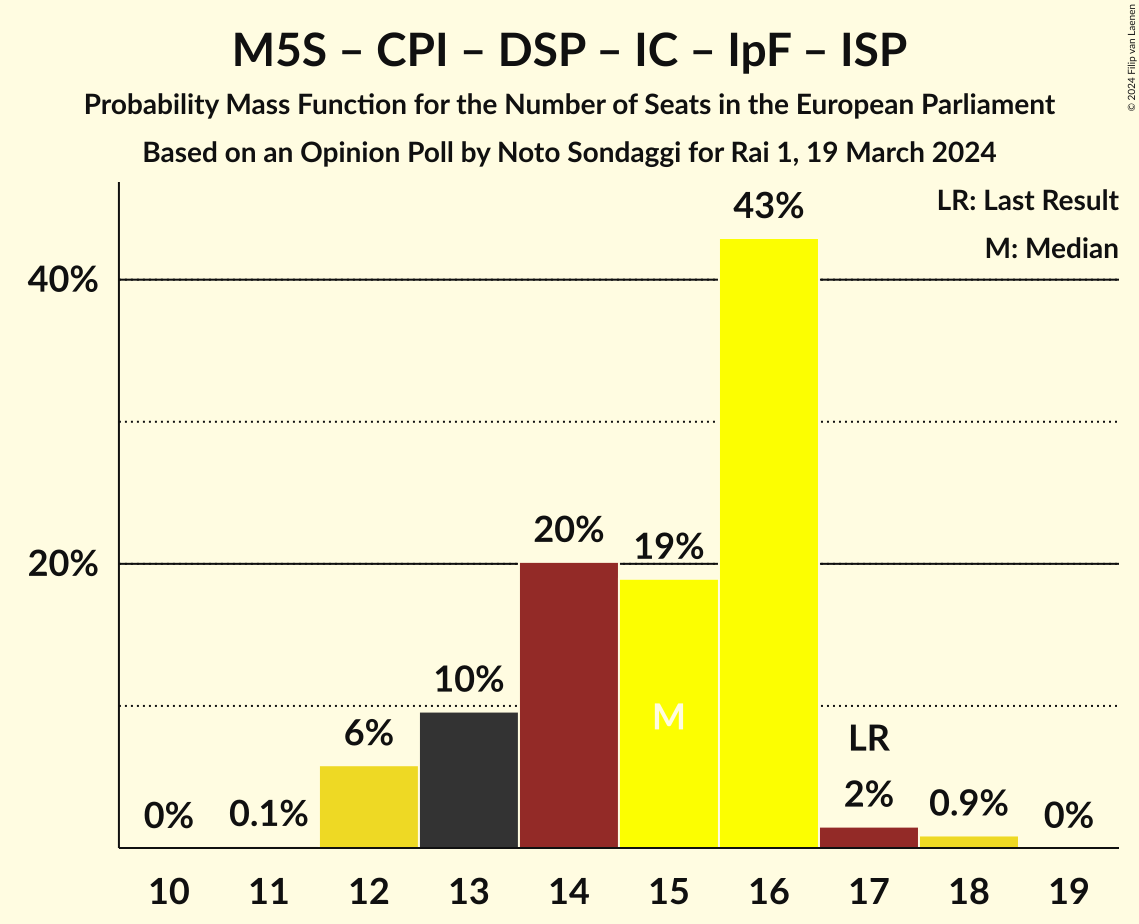 M5S – CPI – DSP – IC – IpF – ISP
Probability Mass Function for the Number of Seats in the European Parliament
Based on an Opinion Poll by Noto Sondaggi for Rai 1, 19 March 2024
© 2024 Filip van Laenen
LR: Last Result
M: Median
43%
40%
20%
19%
20%
10%
M
6%
LR
2%
0%
0.1%
0.9%
0%
10 11 12 13 14 15 16 17 18 19